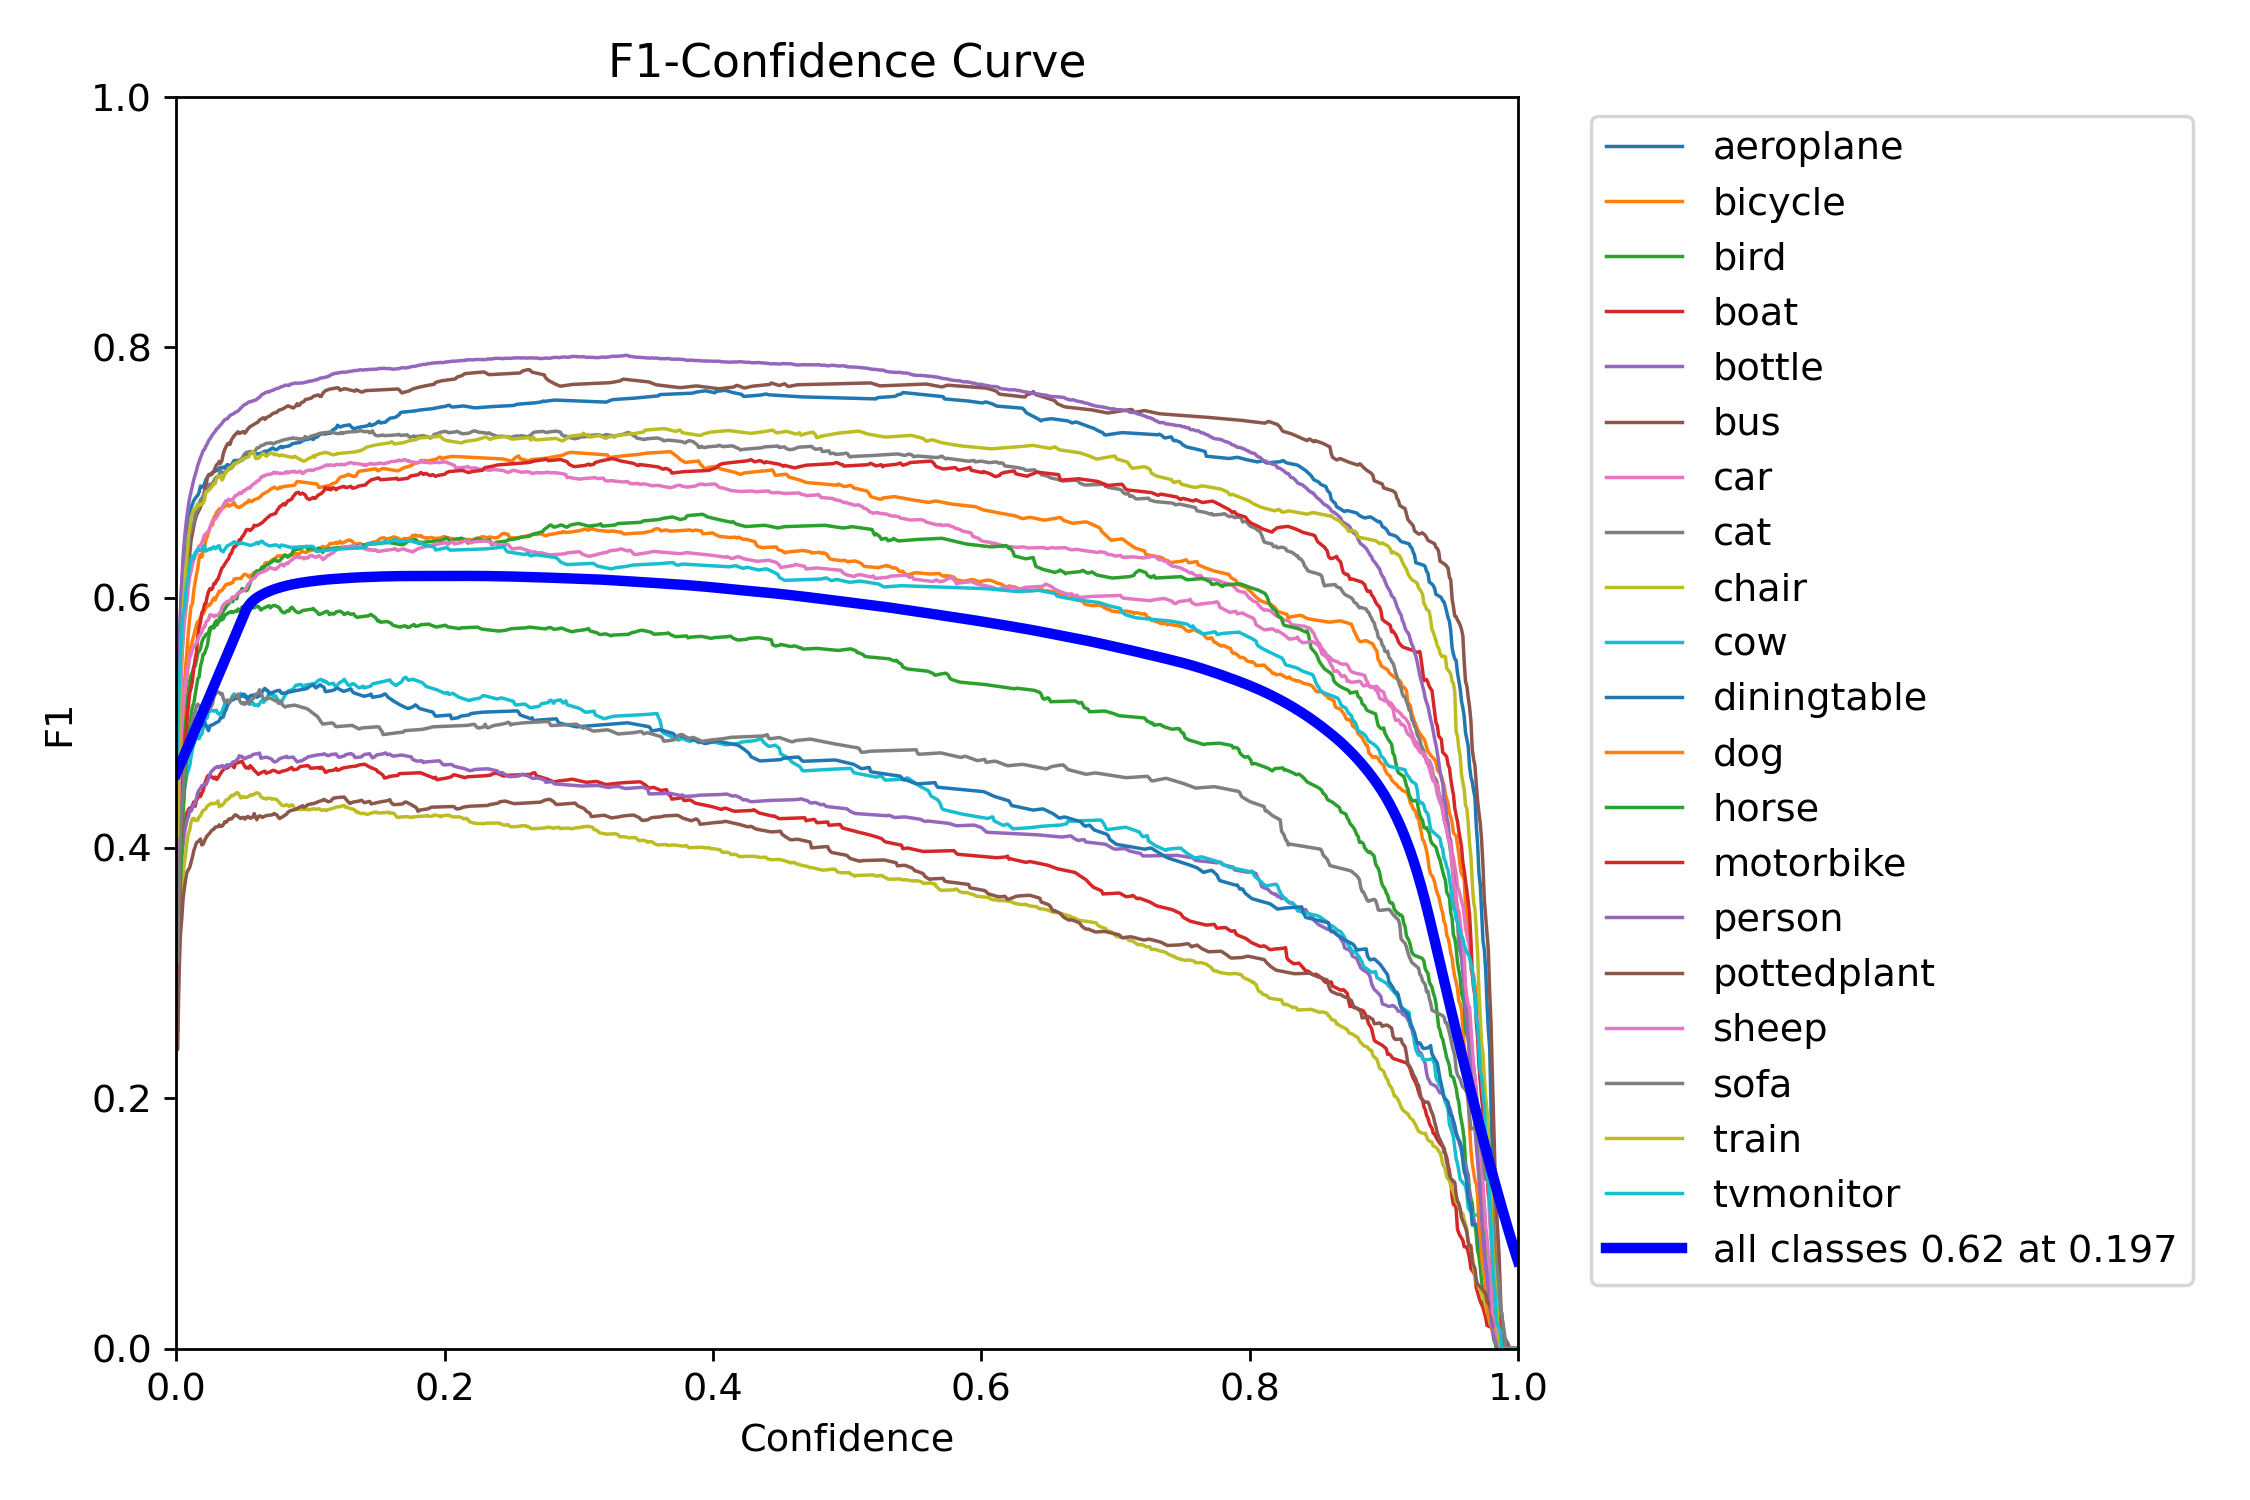 F1-Confidence Curve
1.0
0.8
0.6
0.4
0.2
0.0
F1
0.0 0.2 0.4 0.6 0.8 1.0
Confidence
aeroplane
bicycle
bird
boat
bottle
bus
car
cat
chair
cow
diningtable
dog
horse
motorbike
person
pottedplant
sheep
sofa
train
tvmonitor
all classes 0.62 at 0.197